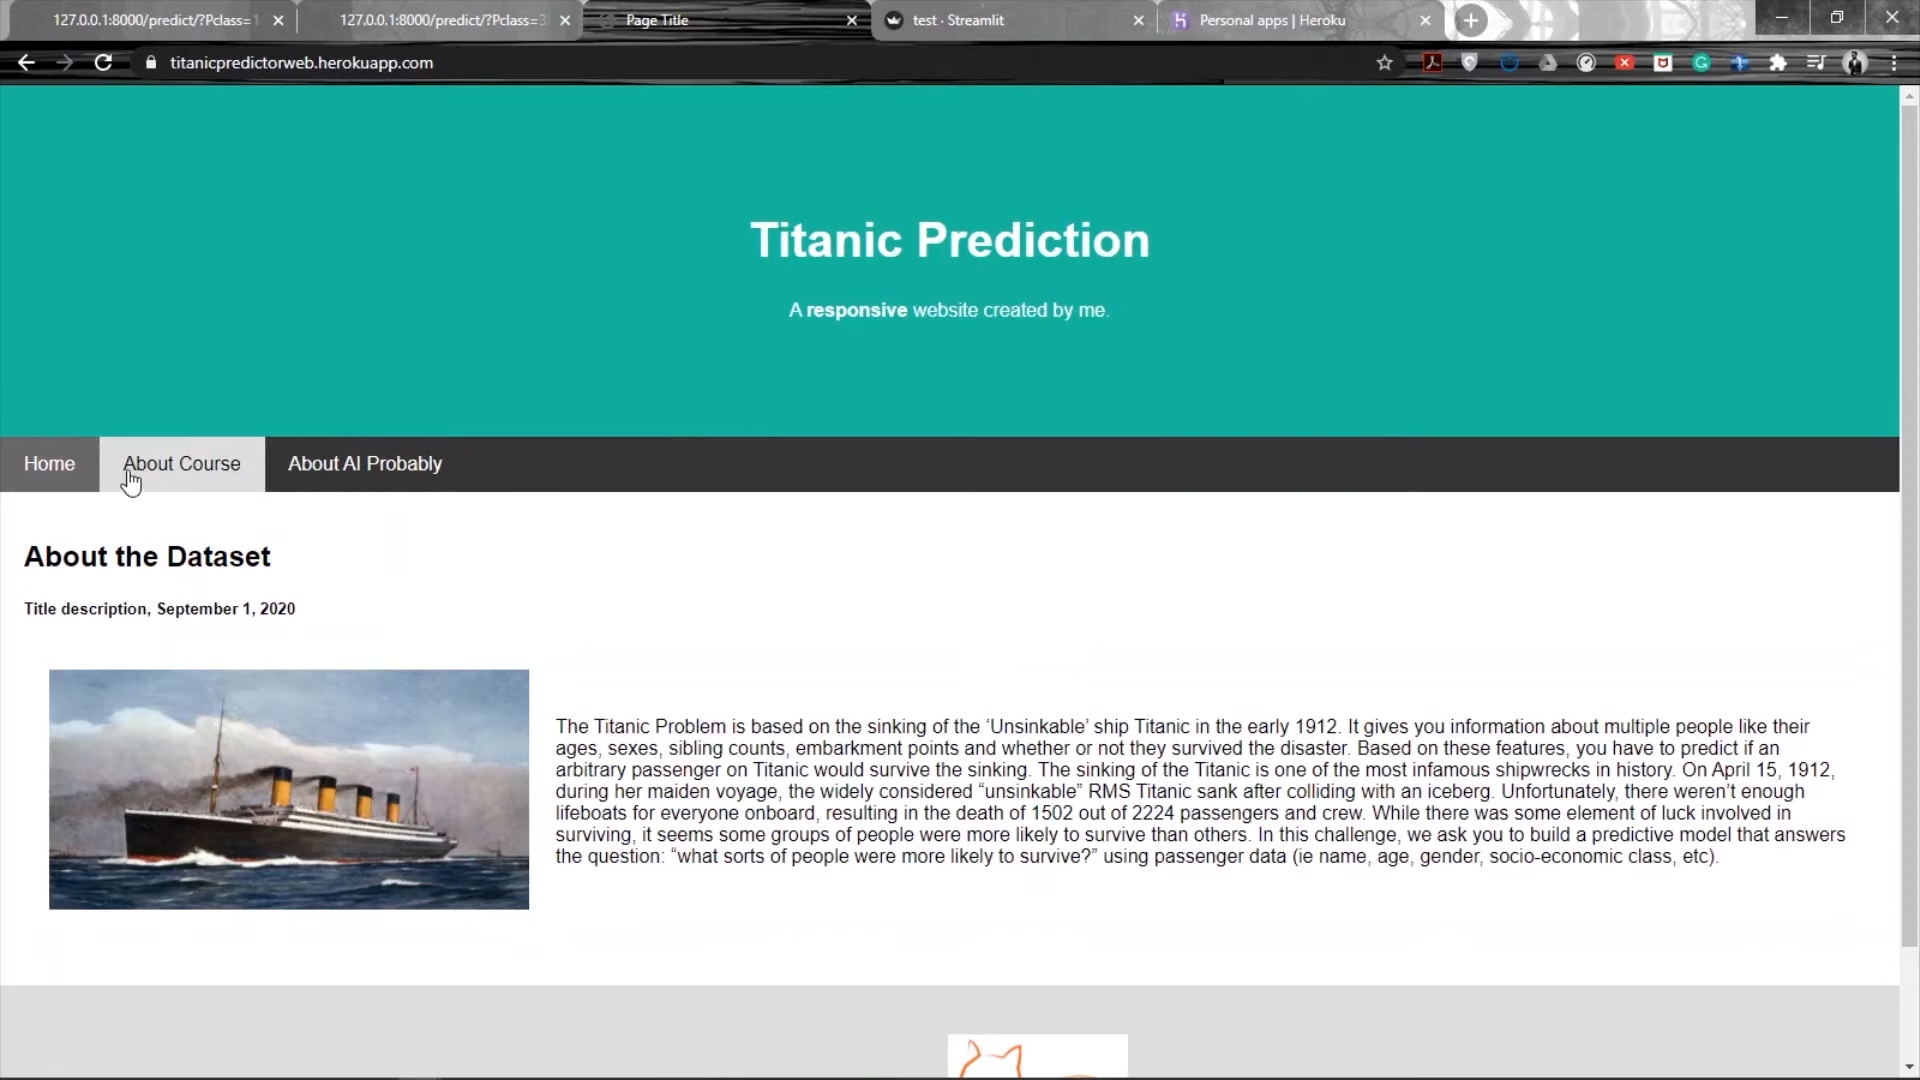 127.0.0.1:8000/predict/?Pclass=1
127.0.0.1:8000/predict/?Pclass=3
Page Title
test · Streamlit
Personal apps | Heroku
titanicpredictorweb.herokuapp.com
Titanic Prediction
A responsive website created by me.
Home
About Course
About AI Probably
About the Dataset
Title description, September 1, 2020
The Titanic Problem is based on the sinking of the ‘Unsinkable’ ship Titanic in the early 1912. It gives you information about multiple people like their
ages, sexes, sibling counts, embarkment points and whether or not they survived the disaster. Based on these features, you have to predict if an
arbitrary passenger on Titanic would survive the sinking. The sinking of the Titanic is one of the most infamous shipwrecks in history. On April 15, 1912,
during her maiden voyage, the widely considered “unsinkable” RMS Titanic sank after colliding with an iceberg. Unfortunately, there weren’t enough
lifeboats for everyone onboard, resulting in the death of 1502 out of 2224 passengers and crew. While there was some element of luck involved in
surviving, it seems some groups of people were more likely to survive than others. In this challenge, we ask you to build a predictive model that answers
the question: “what sorts of people were more likely to survive?” using passenger data (ie name, age, gender, socio-economic class, etc).